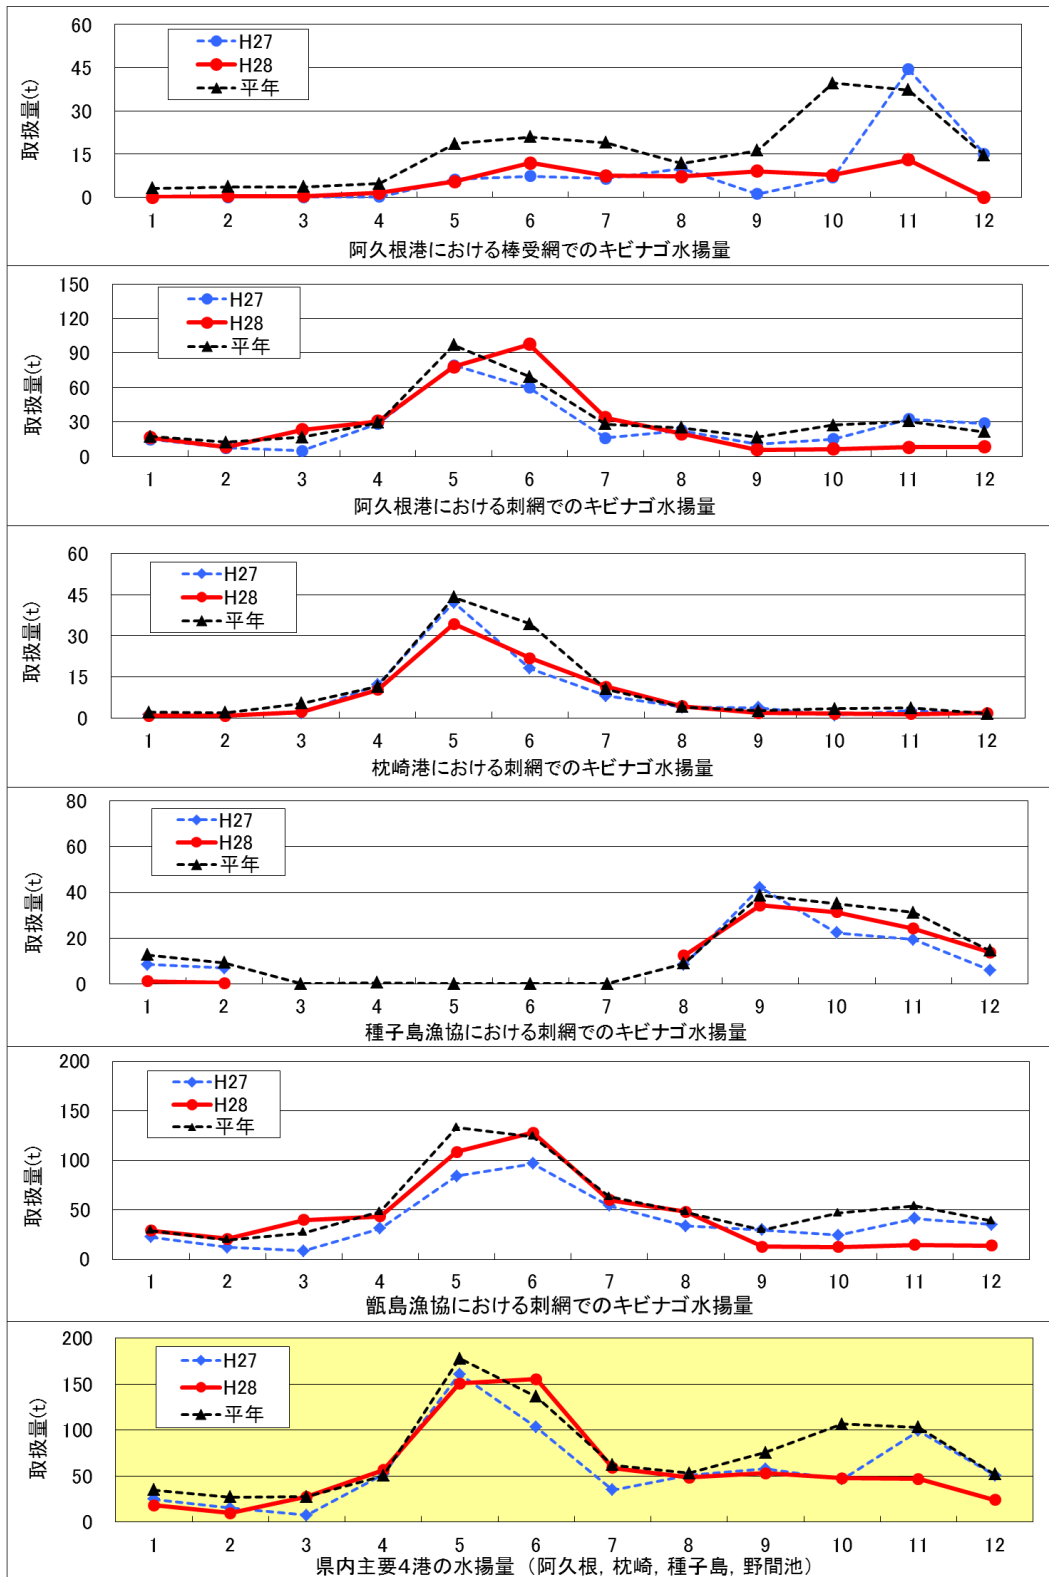 取扱量(t)
60
45
30
15
0
H27
H28
平年
1 2 3 4 5 6 7 8 9 10 11 12
阿久根港における棒受網でのキビナゴ水揚量
取扱量(t)
150
120
90
60
30
0
H27
H28
平年
1 2 3 4 5 6 7 8 9 10 11 12
阿久根港における刺網でのキビナゴ水揚量
取扱量(t)
60
45
30
15
0
H27
H28
平年
1 2 3 4 5 6 7 8 9 10 11 12
枕崎港における刺網でのキビナゴ水揚量
取扱量(t)
80
60
40
20
0
H27
H28
平年
1 2 3 4 5 6 7 8 9 10 11 12
種子島漁協における刺網でのキビナゴ水揚量
取扱量(t)
200
150
100
50
0
H27
H28
平年
1 2 3 4 5 6 7 8 9 10 11 12
甑島漁協における刺網でのキビナゴ水揚量
取扱量(t)
200
150
100
50
0
H27
H28
平年
1 2 3 4 5 6 7 8 9 10 11 12
県内主要4港の水揚量 (阿久根, 枕崎, 種子島, 野間池)